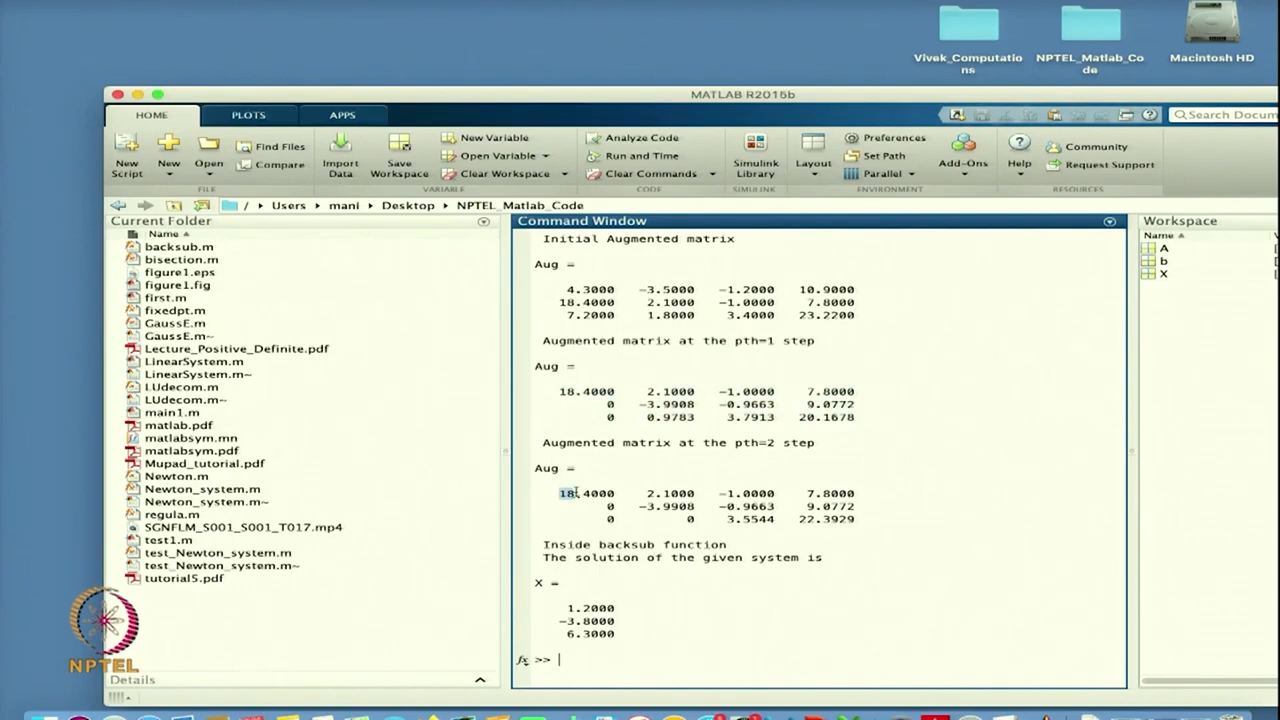 Vivek_Computatio
ns
NPTEL_Matlab_Co
de
Macintosh HD
MATLAB R2015b
HOME
PLOTS
APPS
Search Docum
New
Script
New
Open
Find Files
Compare
Import
Data
Save
Workspace
New Variable
Open Variable
Clear Workspace
Analyze Code
Run and Time
Clear Commands
Simulink
Library
Layout
Preferences
Set Path
Parallel
Add-Ons
Help
Community
Request Support
FILE
VARIABLE
CODE
SIMULINK
ENVIRONMENT
RESOURCES
/ Users mani Desktop NPTEL_Matlab_Code
Current Folder
Name
backsub.m
bisection.m
figure1.eps
figure1.fig
first.m
fixedpt.m
GaussE.m
GaussE.m~
Lecture_Positive_Definite.pdf
LinearSystem.m
LinearSystem.m~
LUdecom.m
LUdecom.m~
main1.m
matlab.pdf
matlabsym.mn
matlabsym.pdf
Mupad_tutorial.pdf
Newton.m
Newton_system.m
Newton_system.m~
regula.m
SGNFLM_S001_S001_T017.mp4
test1.m
test_Newton_system.m
test_Newton_system.m~
tutorial5.pdf
Details
Command Window
Initial Augmented matrix
Aug =
4.3000 -3.5000 -1.2000 10.9000
18.4000 2.1000 -1.0000 7.8000
7.2000 1.8000 3.4000 23.2200
Augmented matrix at the pth=1 step
Aug =
18.4000 2.1000 -1.0000 7.8000
0 -3.9908 -0.9663 9.0772
0 0.9783 3.7913 20.1678
Augmented matrix at the pth=2 step
Aug =
18.4000 2.1000 -1.0000 7.8000
0 -3.9908 -0.9663 9.0772
0 0 3.5544 22.3929
Inside backsub function
The solution of the given system is
X =
1.2000
-3.8000
6.3000
fx >>
Workspace
Name
A
b
X
NPTEL